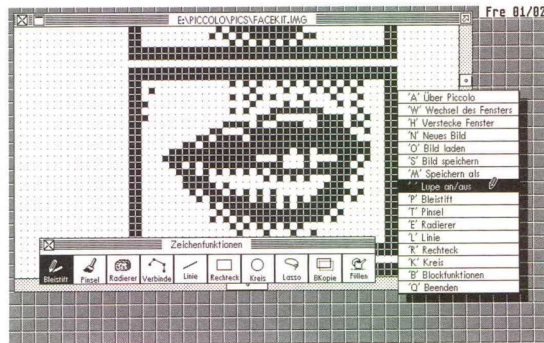 E:\PICCOLO\PICS\FACEKIT.IMG
Fre 01/02
'A' Über Piccolo
'W' Wechsel des Fensters
'H' Verstecke Fenster
'N' Neues Bild
'O' Bild laden
'S' Bild speichern
'M' Speichern als
' ' Lupe an/aus
'P' Bleistift
'T' Pinsel
'E' Radierer
'L' Linie
'R' Rechteck
'K' Kreis
'B' Blockfunktionen
'Q' Beenden
Zeichenfunktionen
Bleistift Pinsel Radierer Verbinde Linie Rechteck Kreis Lasso BKopie Füllen